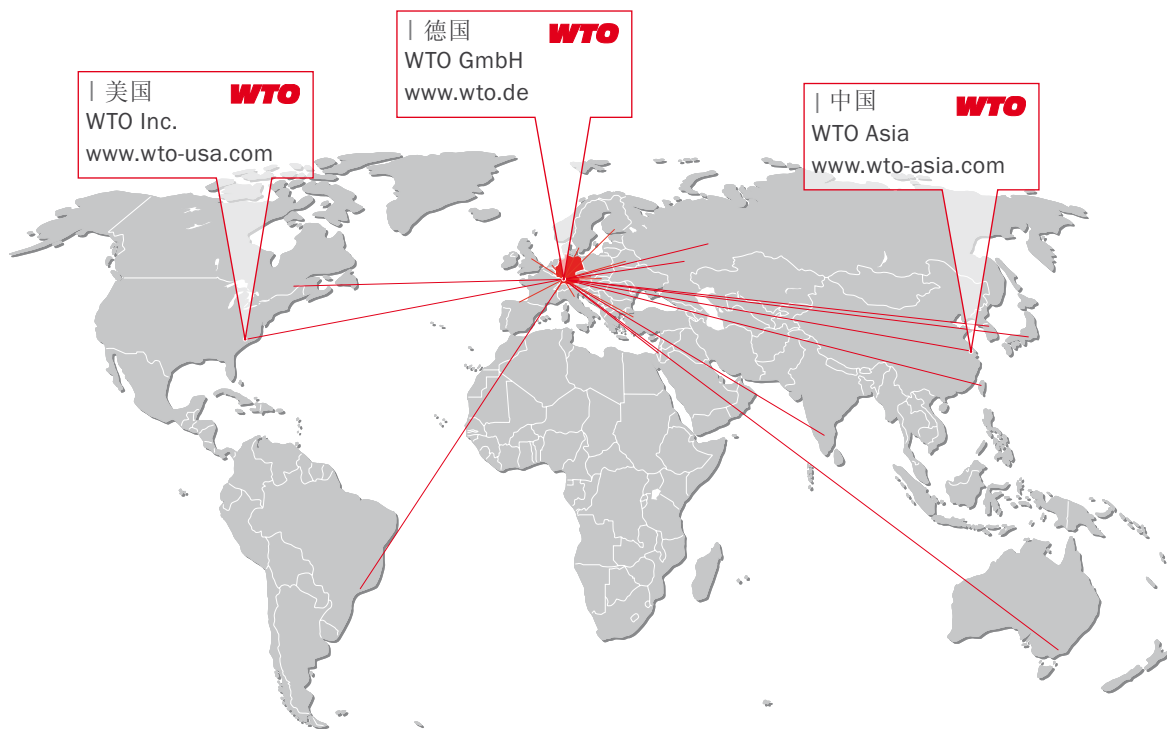 | 美国 WTO
WTO Inc.
www.wto-usa.com
| 德国 WTO
WTO GmbH
www.wto.de
| 中国 WTO
WTO Asia
www.wto-asia.com